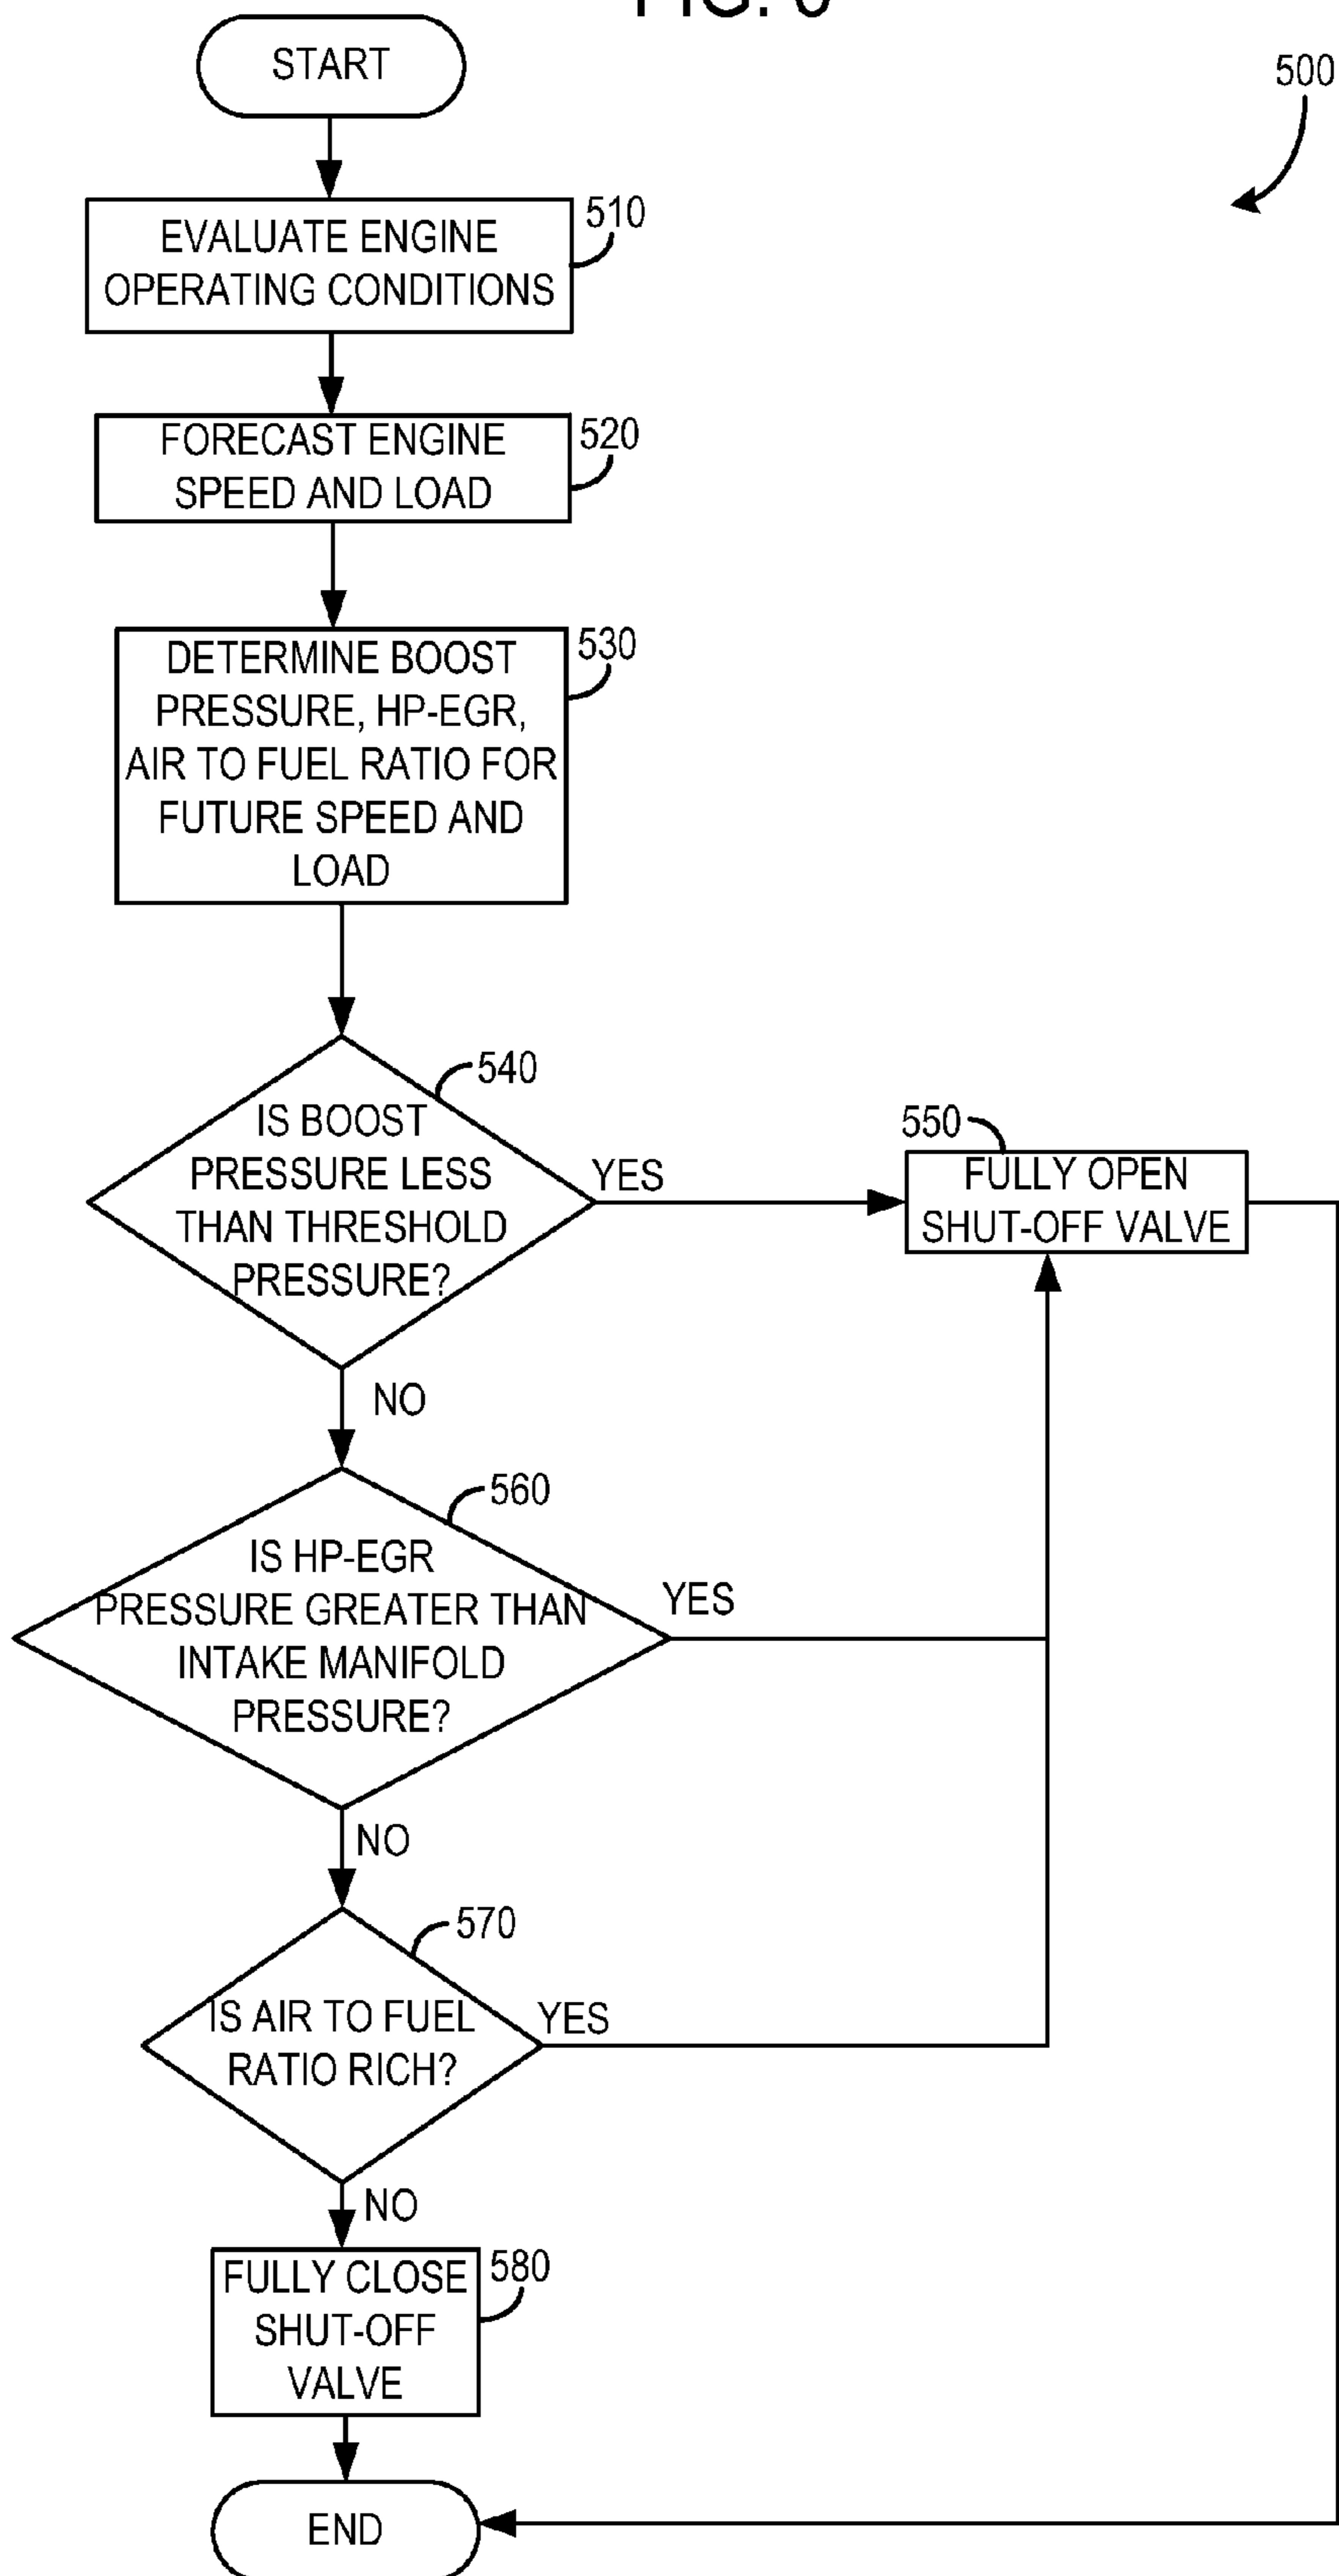 FIG.
500
START
510
EVALUATE ENGINE
OPERATING CONDITIONS
520
FORECAST ENGINE
SPEED AND LOAD
530
DETERMINE BOOST
PRESSURE, HP-EGR,
AIR TO FUEL RATIO FOR
FUTURE SPEED AND
LOAD
540
IS BOOST
PRESSURE LESS
THAN THRESHOLD
PRESSURE?
YES
550
FULLY OPEN
SHUT-OFF VALVE
NO
560
IS HP-EGR
PRESSURE GREATER THAN
INTAKE MANIFOLD
PRESSURE?
YES
NO
570
IS AIR TO FUEL
RATIO RICH?
YES
NO
580
FULLY CLOSE
SHUT-OFF
VALVE
END